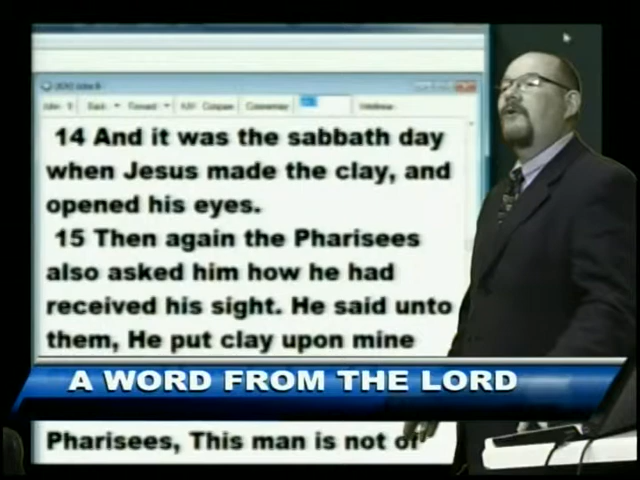 14 And it was the sabbath day
when Jesus made the clay, and
opened his eyes.
15 Then again the Pharisees
also asked him how he had
received his sight. He said unto
them, He put clay upon mine
A WORD FROM THE LORD
Pharisees, This man is not of